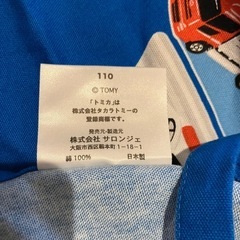 110
© TOMY
「トミカ」は
株式会社タカラトミーの
登録商標です。
発売元・製造元
株式会社 サロンジェ
大阪市西区靱本町1-18-1
綿 100% 日本製